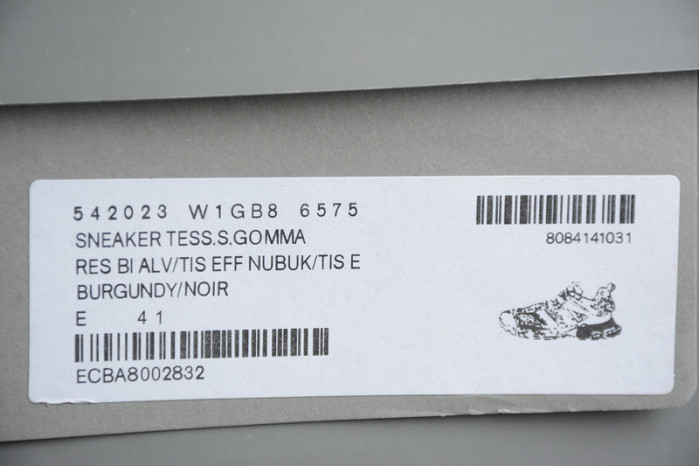 542023 W1GB8 6575
SNEAKER TESS.S.GOMMA
RES BI ALV/TIS EFF NUBUK/TIS E
BURGUNDY/NOIR
E 41
ECBA8002832
8084141031